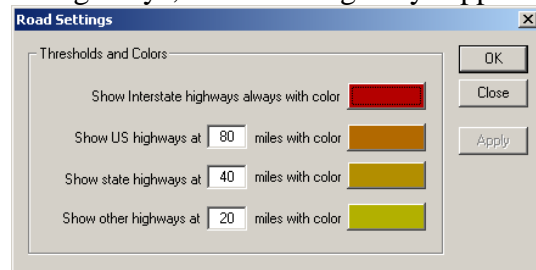 Road Settings
Thresholds and Colors
OK
Show Interstate highways always with color
Close
Show US highways at 80 miles with color
Apply
Show state highways at 40 miles with color
Show other highways at 20 miles with color